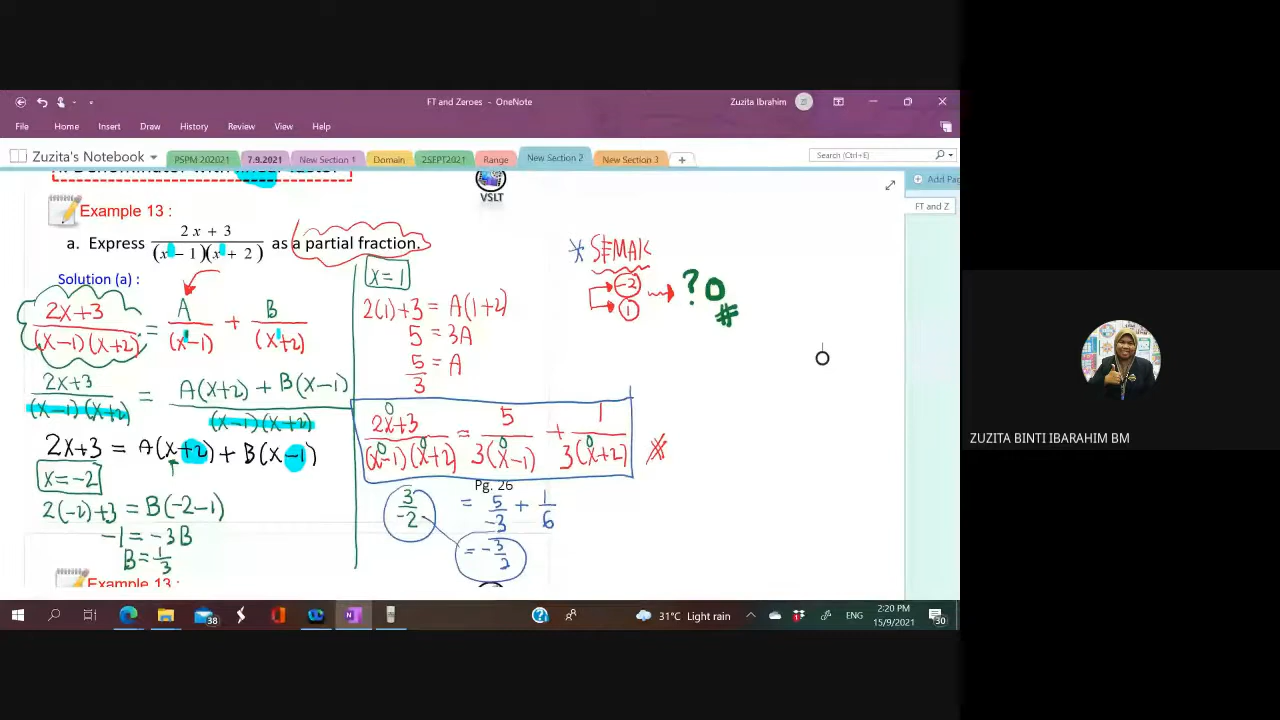 FT and Zeroes - OneNote
Zuzita Ibrahim
File Home Insert Draw History Review View Help
Zuzita's Notebook
PSPM 202021 7.9.2021 New Section 1 Domain 2SEPT2021 Range New Section 2 New Section 3 +
Search (Ctrl+E)
Add Pag
FT and Z
VSLT
Example 13 :
a. Express (2x + 3)/((x − 1)(x + 2)) as a partial fraction.
Solution (a) :
(2x+3)/((x−1)(x+2)) = A/(x−1) + B/(x+2)
(2x+3)/((x−1)(x+2)) = (A(x+2) + B(x−1))/((x−1)(x+2))
2x+3 = A(x+2) + B(x−1)
x=−2
2(−2)+3 = B(−2−1)
−1 = −3B
B = 1/3
x=1
2(1)+3 = A(1+2)
5 = 3A
5/3 = A
(2x+3)/((x−1)(x+2)) = 5/(3(x−1)) + 1/(3(x+2))
Pg. 26
3/−2 = 5/−3 + 1/6
= −3/2
* SEMAK
−2
1
? 0
#
Example 13 :
ZUZITA BINTI IBARAHIM BM
38
31°C Light rain
1
ENG
2:20 PM
15/9/2021
30